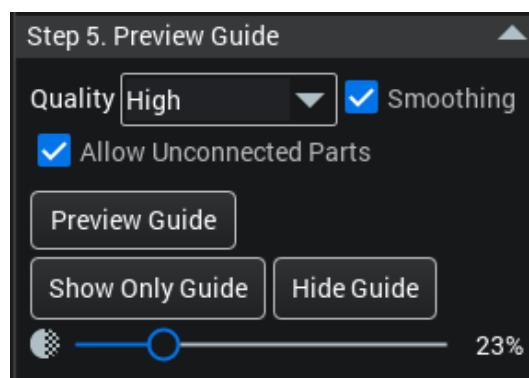 Step 5. Preview Guide
Quality High Smoothing
Allow Unconnected Parts
Preview Guide
Show Only Guide Hide Guide
23%